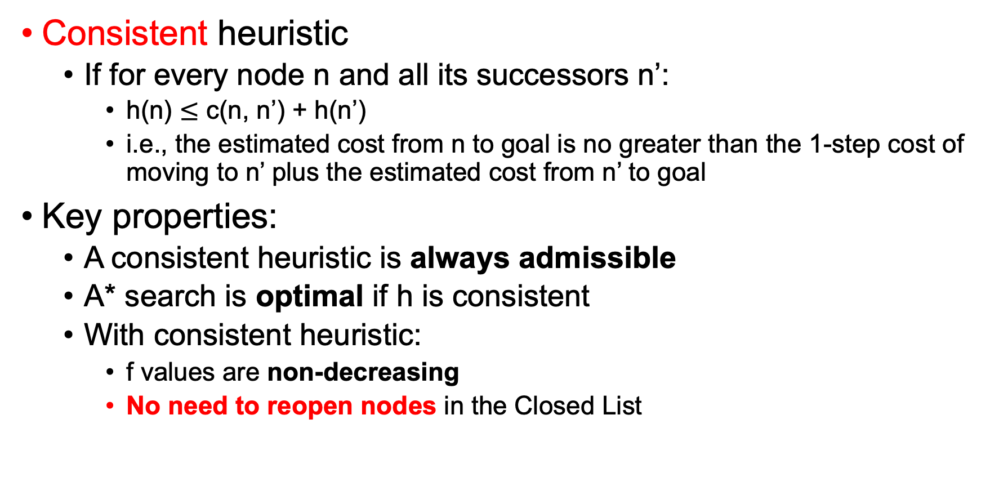 • Consistent heuristic
• If for every node n and all its successors n’:
• h(n) ≤ c(n, n’) + h(n’)
• i.e., the estimated cost from n to goal is no greater than the 1-step cost of
moving to n’ plus the estimated cost from n’ to goal
• Key properties:
• A consistent heuristic is always admissible
• A* search is optimal if h is consistent
• With consistent heuristic:
• f values are non-decreasing
• No need to reopen nodes in the Closed List